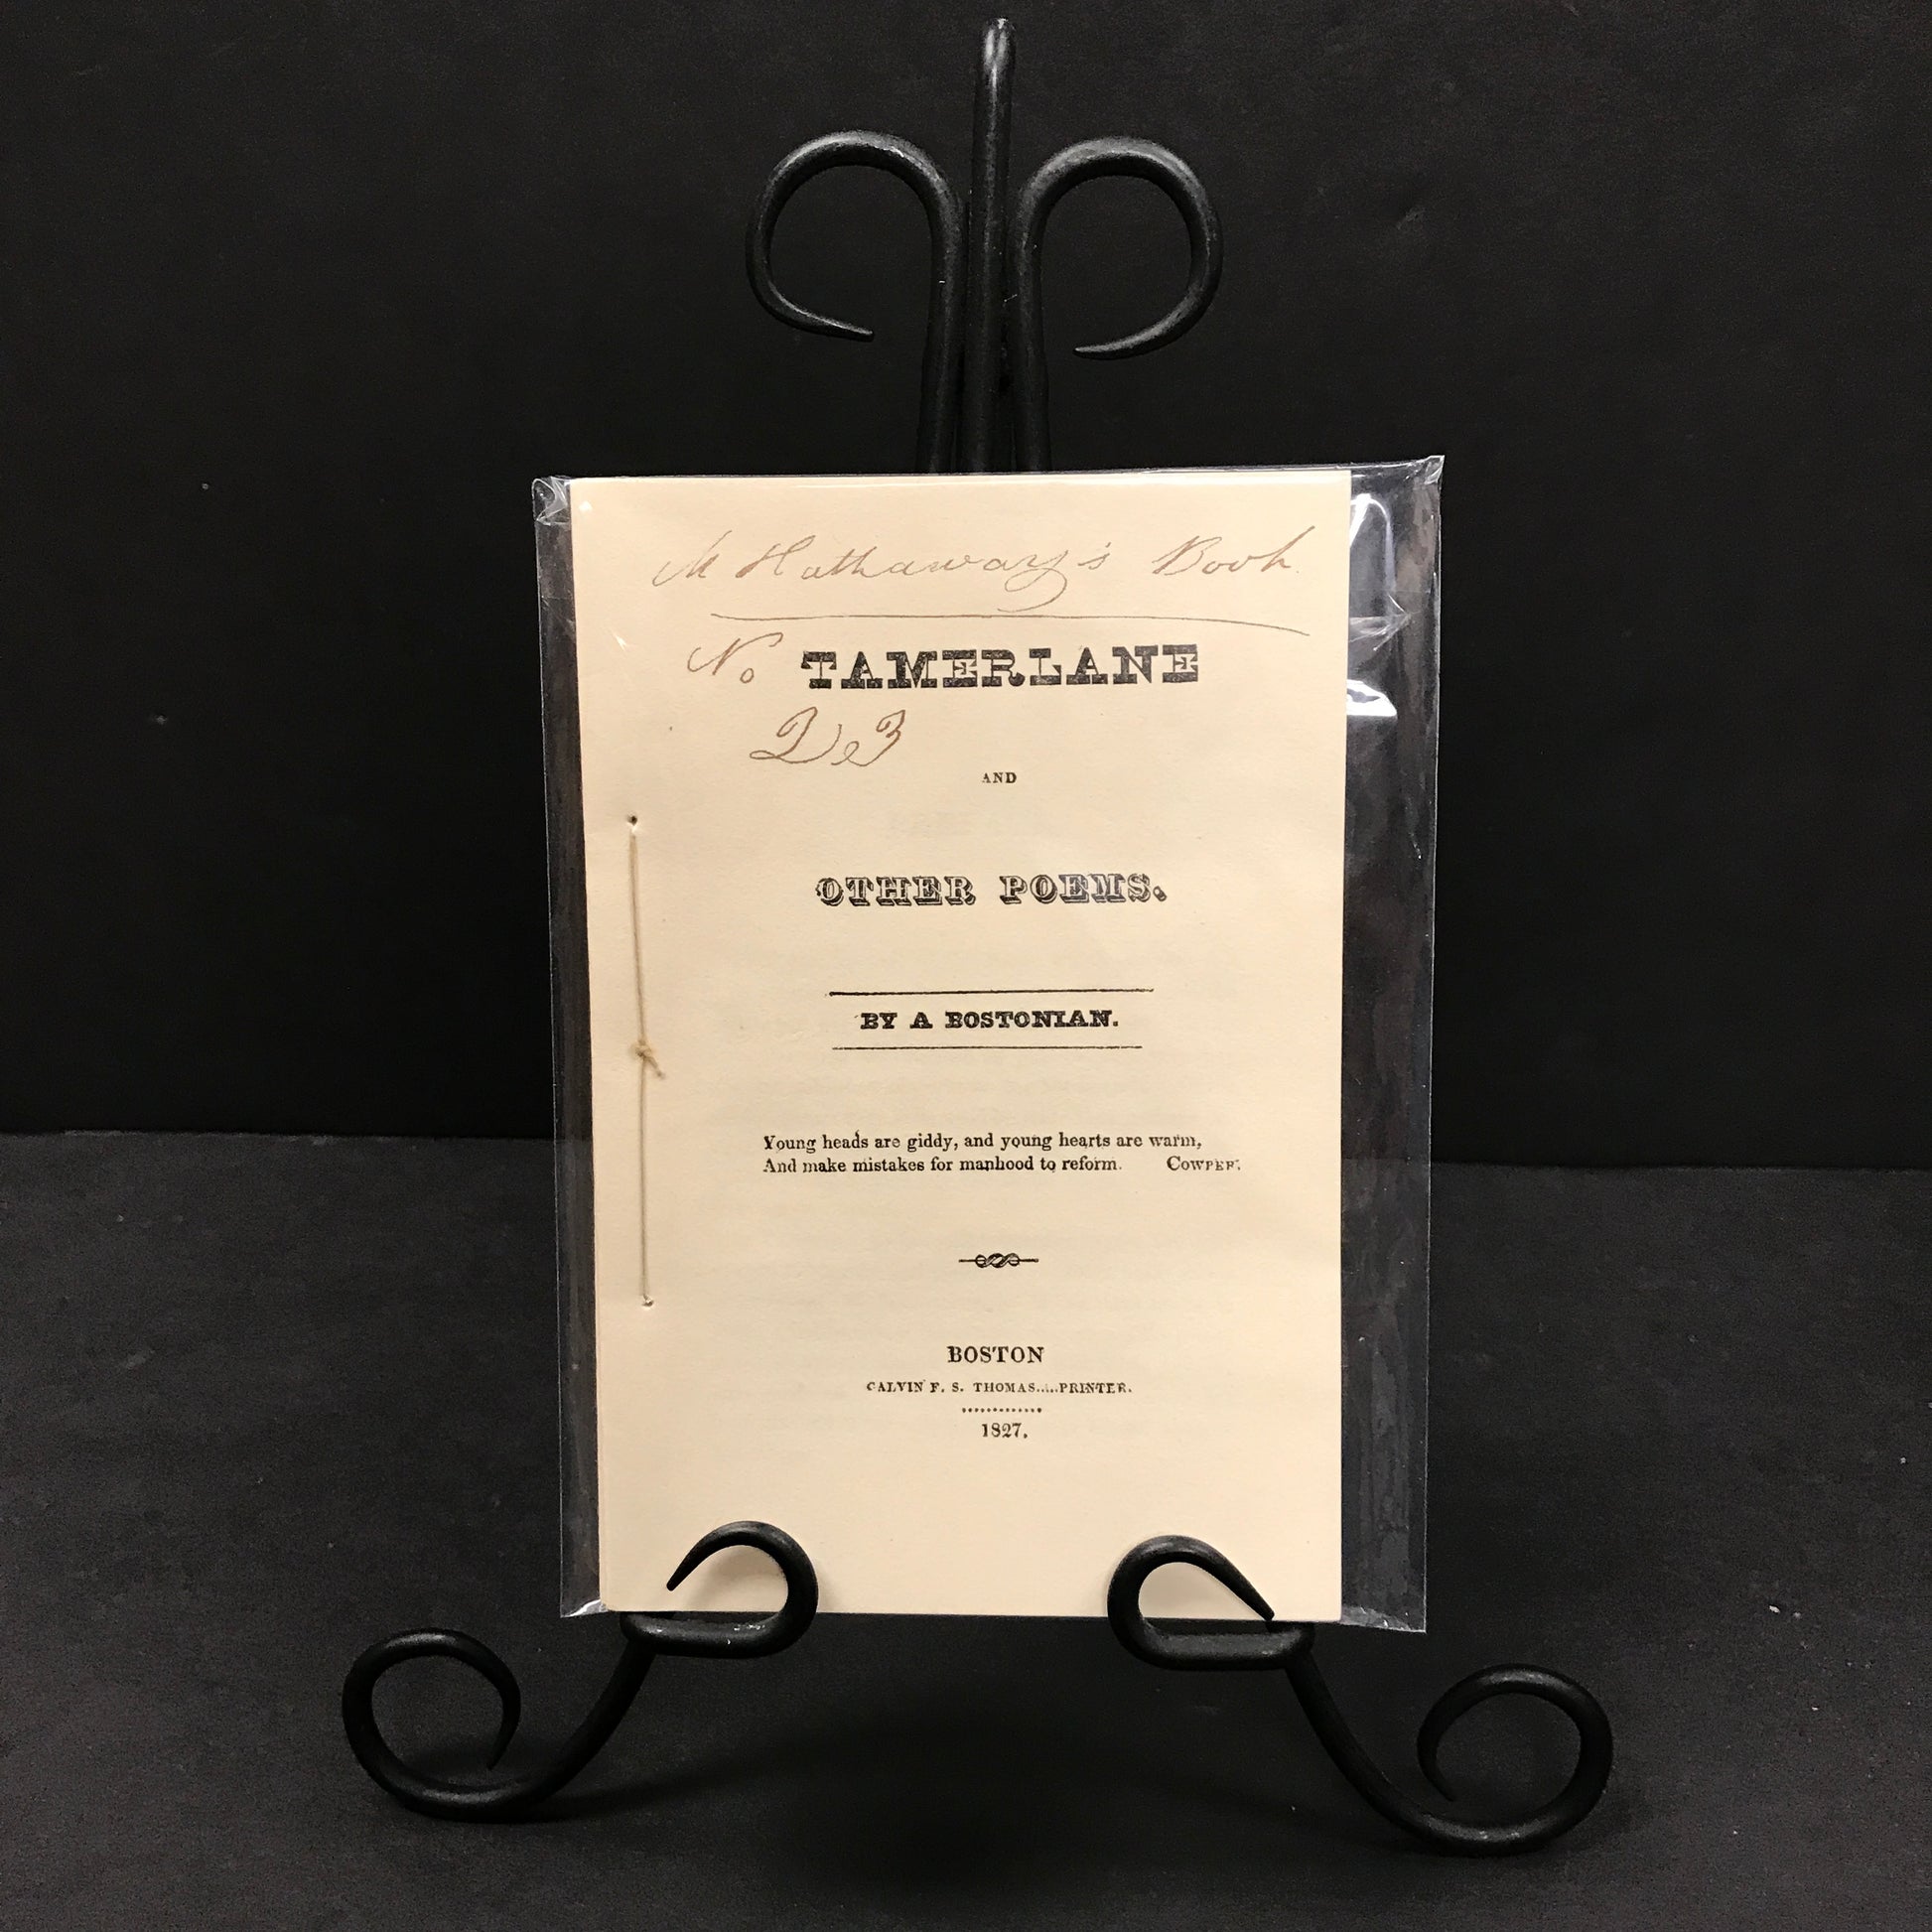 M Hathaway's Book
No TAMERLANE
AND
OTHER POEMS.
BY A BOSTONIAN.
Young heads are giddy, and young hearts are warm,
And make mistakes for manhood to reform. COWPER.
BOSTON
CALVIN F. S. THOMAS.....PRINTER.
1827.